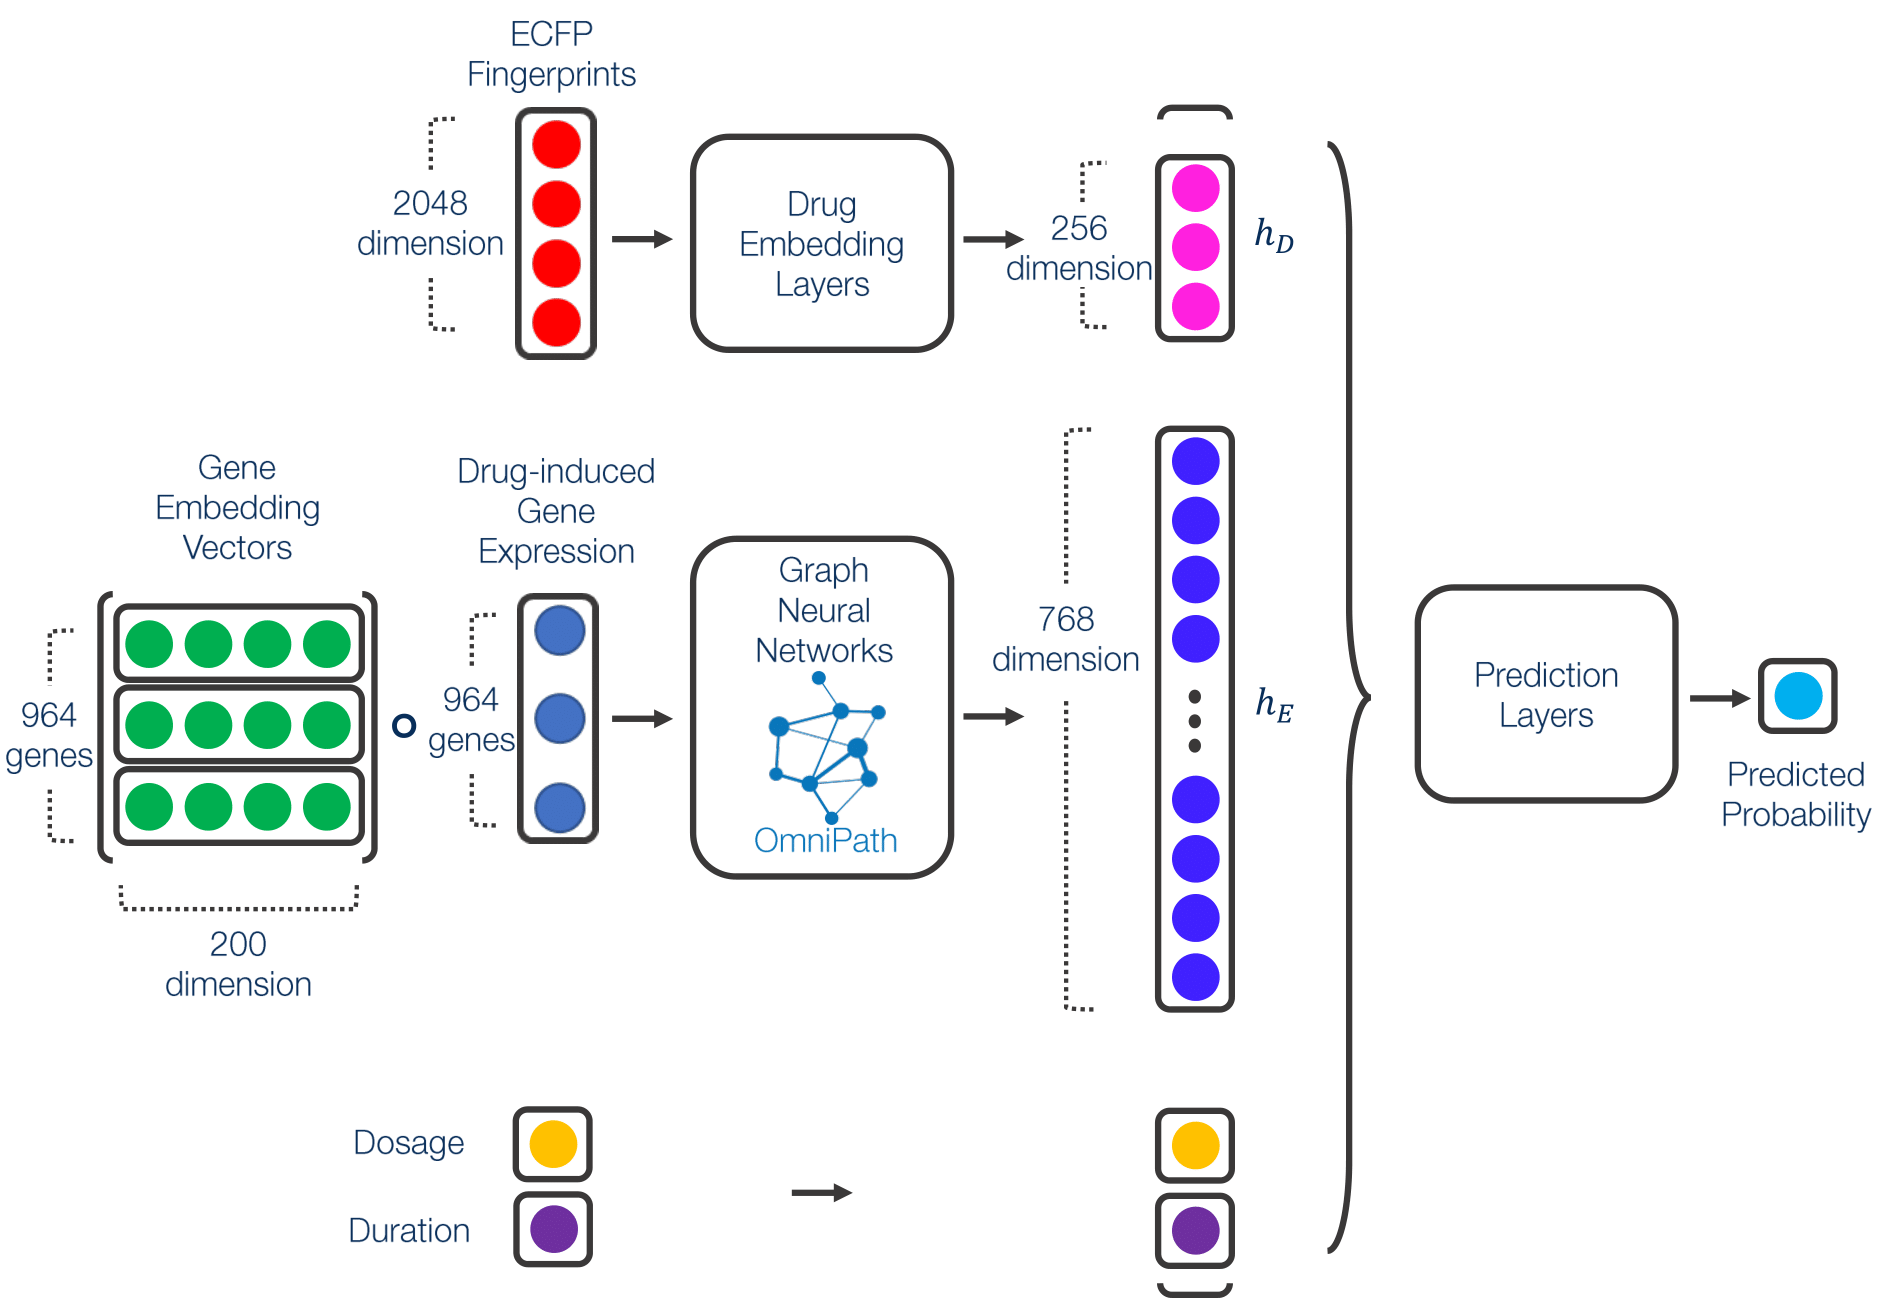 ECFP
Fingerprints
2048
dimension
Drug
Embedding
Layers
256
dimension
h_D
Gene
Embedding
Vectors
964
genes
200
dimension
Drug-induced
Gene
Expression
964
genes
Graph
Neural
Networks
OmniPath
768
dimension
h_E
Prediction
Layers
Predicted
Probability
Dosage
Duration